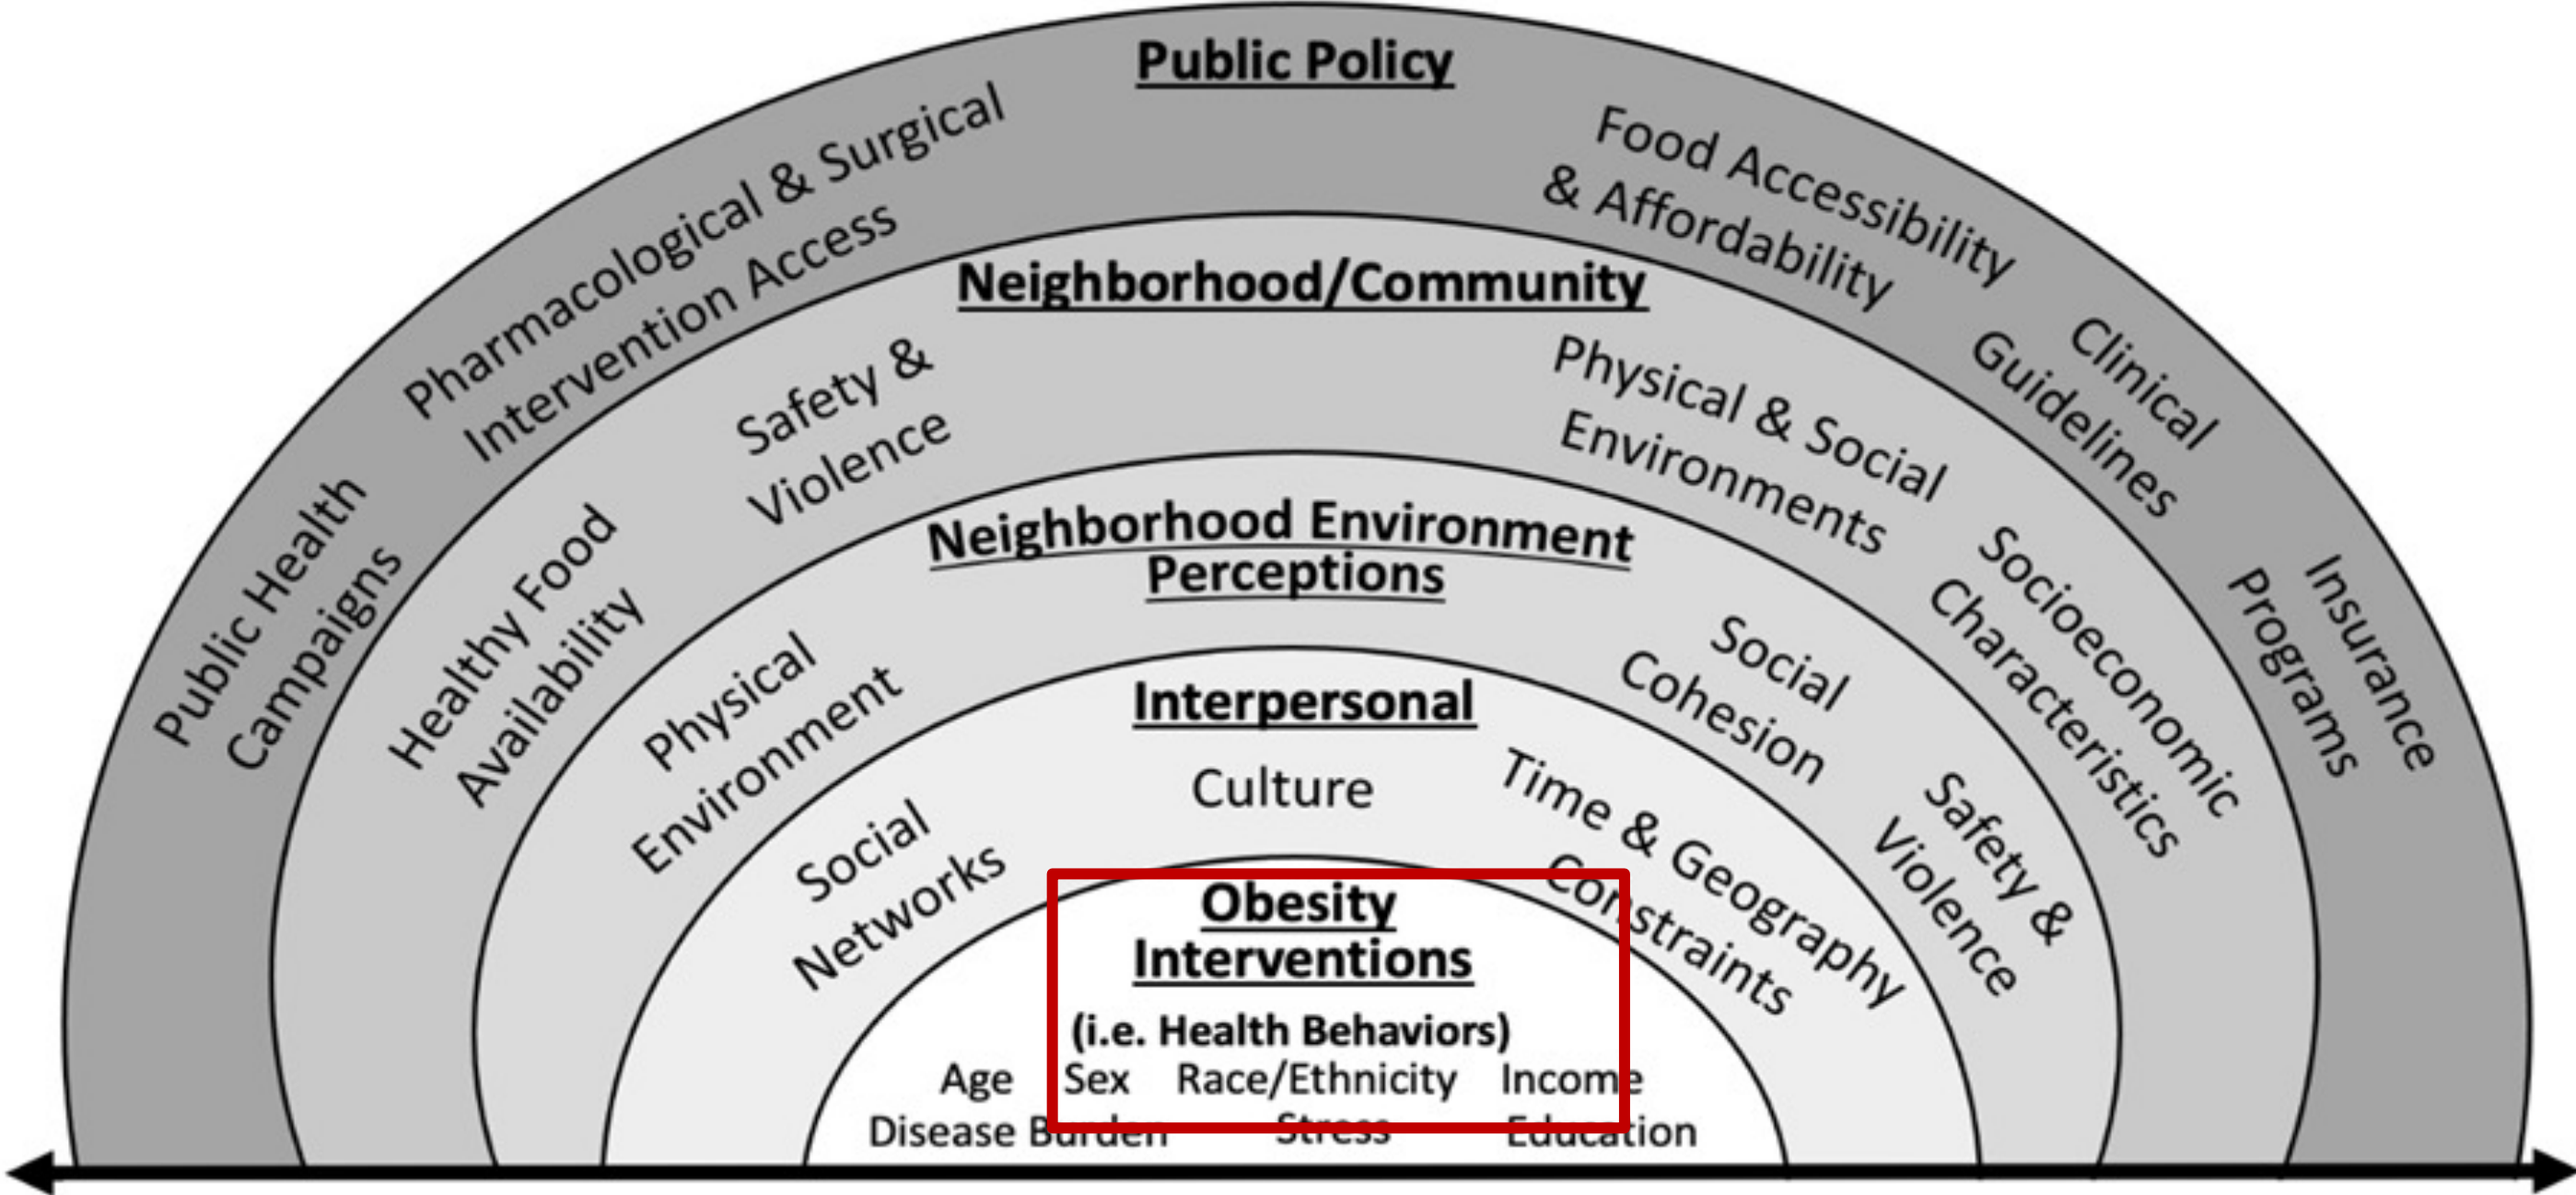 Public Policy
Public Health
Campaigns
Pharmacological & Surgical
Intervention Access
Food Accessibility
& Affordability
Clinical
Guidelines
Insurance
Programs
Neighborhood/Community
Healthy Food
Availability
Safety &
Violence
Physical & Social
Environments
Socioeconomic
Characteristics
Neighborhood Environment
Perceptions
Physical
Environment
Social
Cohesion
Safety &
Violence
Interpersonal
Social
Networks
Culture
Time & Geography
Constraints
Obesity
Interventions
(i.e. Health Behaviors)
Age Sex Race/Ethnicity Income
Disease Burden Stress Education